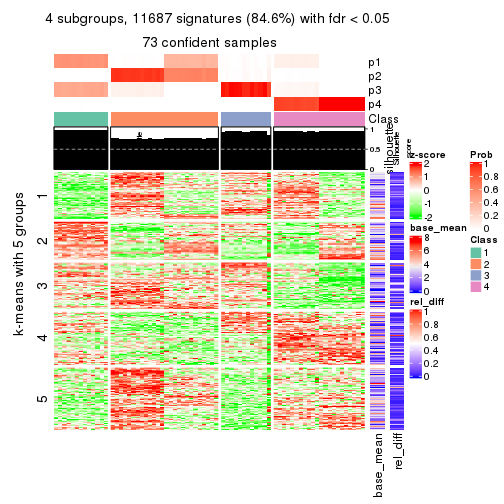 4 subgroups, 11687 signatures (84.6%) with fdr < 0.05
73 confident samples
p1
p2
p3
p4
Class
1
0.5
0
silhouette
Silhouette
score
k-means with 5 groups
1
2
3
4
5
base_mean
rel_diff
z-score
2
1
0
-1
-2
base_mean
8
6
4
2
0
rel_diff
1
0.8
0.6
0.4
0.2
0
Prob
1
0.8
0.6
0.4
0.2
0
Class
1
2
3
4